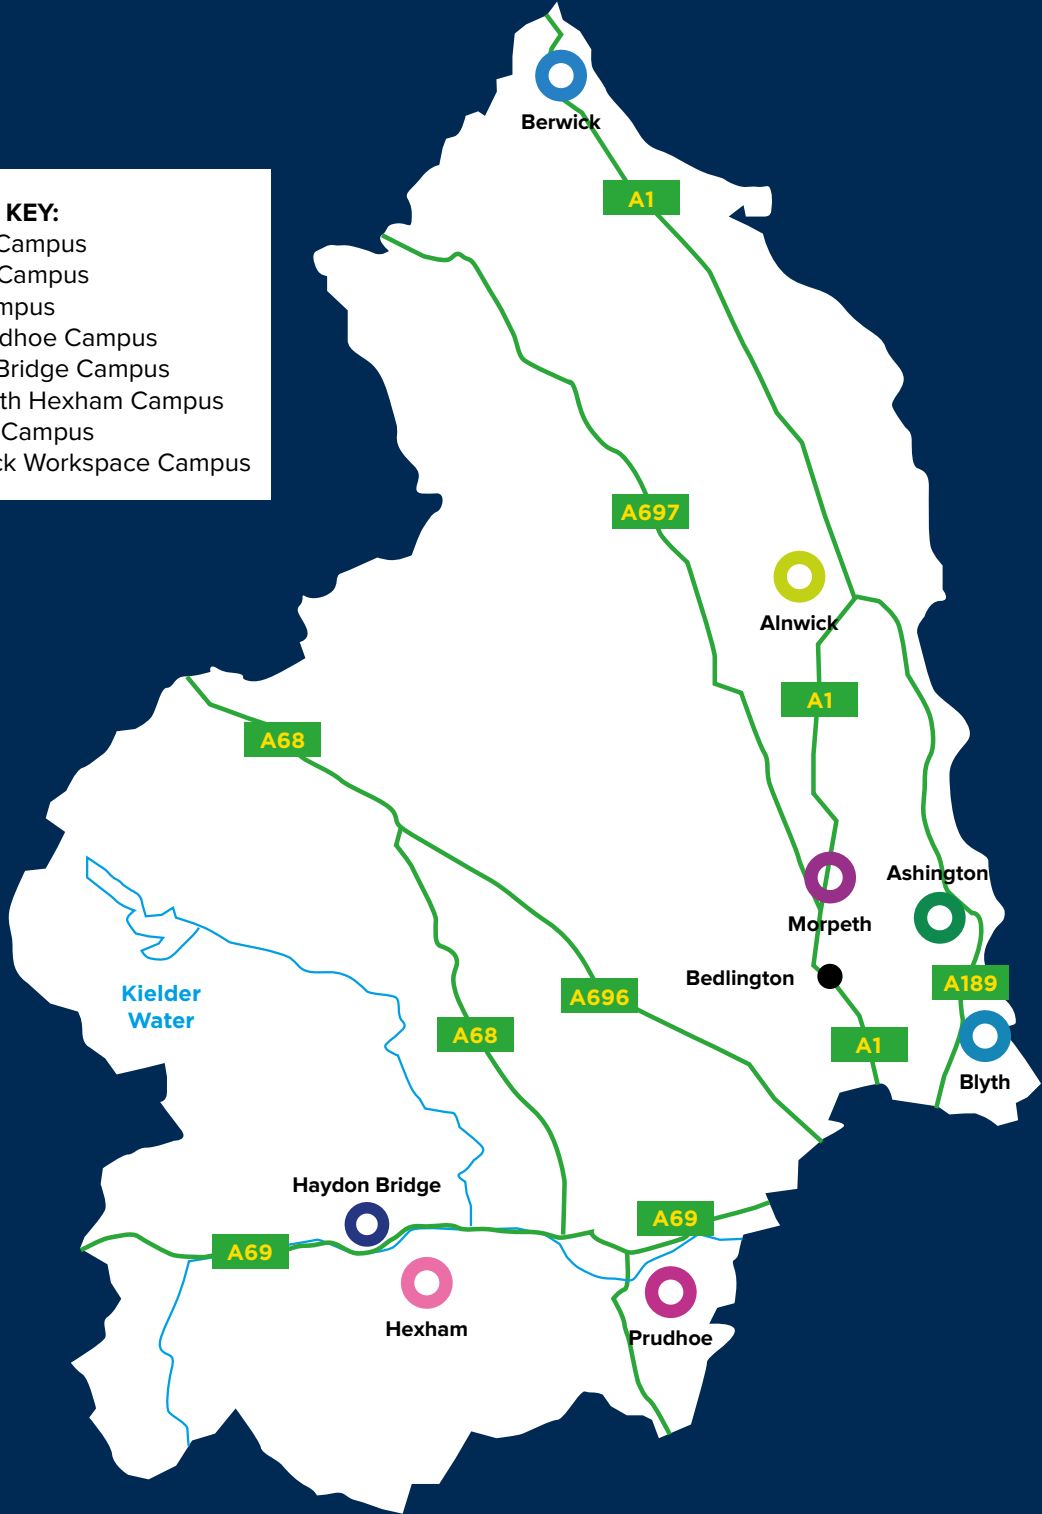 KEY:
Campus
Campus
mpus
dhoe Campus
Bridge Campus
th Hexham Campus
Campus
ck Workspace Campus
Berwick
A1
A697
Alnwick
A1
A68
Ashington
Morpeth
Bedlington
A189
Kielder
Water
A696
A68
A1
Blyth
Haydon Bridge
A69
A69
Hexham
Prudhoe